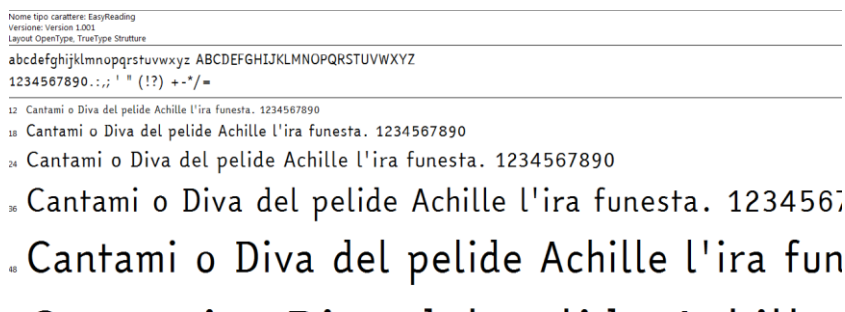 Nome tipo carattere: EasyReading
Versione: Version 1.001
Layout OpenType, TrueType Strutture
abcdefghijklmnopqrstuvwxyz ABCDEFGHIJKLMNOPQRSTUVWXYZ
1234567890.:,; ' " (!?) +-*/=
12 Cantami o Diva del pelide Achille l'ira funesta. 1234567890
18 Cantami o Diva del pelide Achille l'ira funesta. 1234567890
24 Cantami o Diva del pelide Achille l'ira funesta. 1234567890
36 Cantami o Diva del pelide Achille l'ira funesta. 1234567
48 Cantami o Diva del pelide Achille l'ira fun